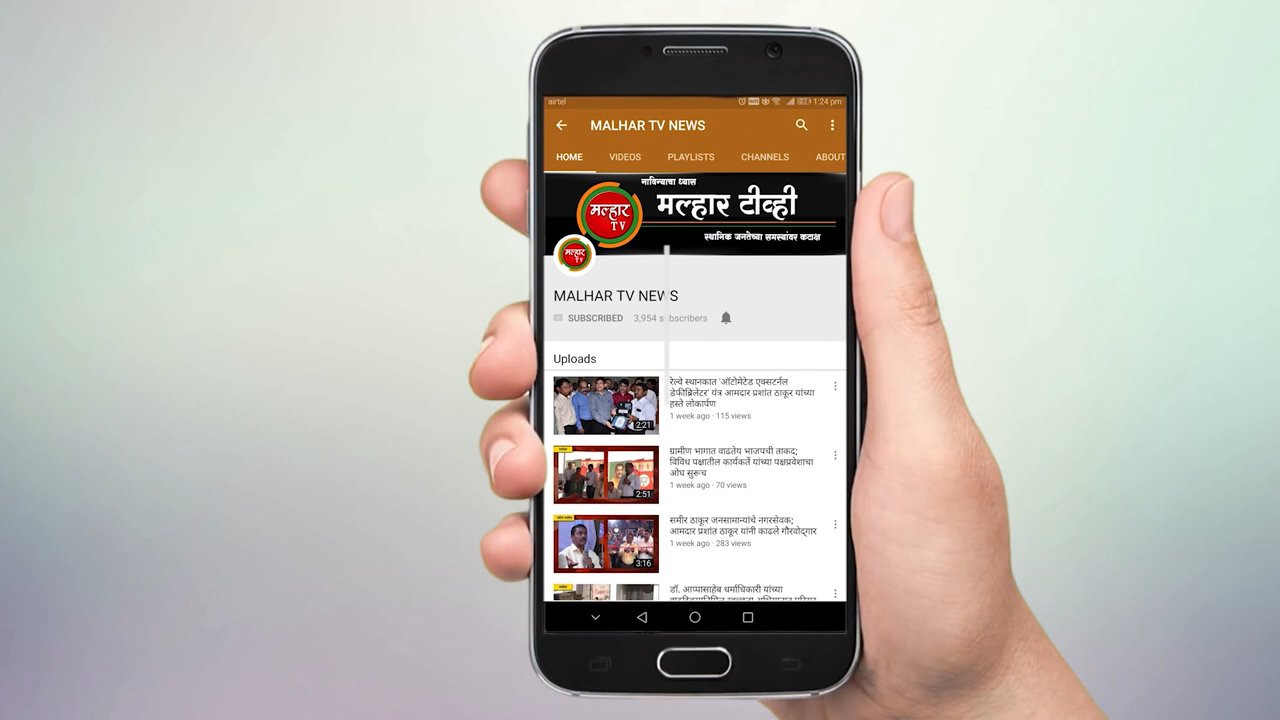 airtel
1:24 pm
MALHAR TV NEWS
HOME VIDEOS PLAYLISTS CHANNELS ABOUT
नाविन्याचा ध्यास
मल्हार TV
मल्हार टीव्ही
स्थानिक जनतेच्या समस्यांवर कटाक्ष
मल्हार TV
MALHAR TV NEWS
SUBSCRIBED 3,954 subscribers
Uploads
रेल्वे स्थानकात 'ऑटोमेटेड एक्सटर्नल
डेफीब्रिलेटर' यंत्र आमदार प्रशांत ठाकूर यांच्या
हस्ते लोकार्पण
1 week ago · 115 views
2:21
ग्रामीण भागात वाढतेय भाजपची ताकद;
विविध पक्षातील कार्यकर्ते यांच्या पक्षप्रवेशाचा
ओघ सुरूच
1 week ago · 70 views
2:51
समीर ठाकूर जनसामान्यांचे नगरसेवक;
आमदार प्रशांत ठाकूर यांनी काढले गौरवोद्गार
1 week ago · 283 views
3:16
डॉ. आप्पासाहेब धर्माधिकारी यांच्या